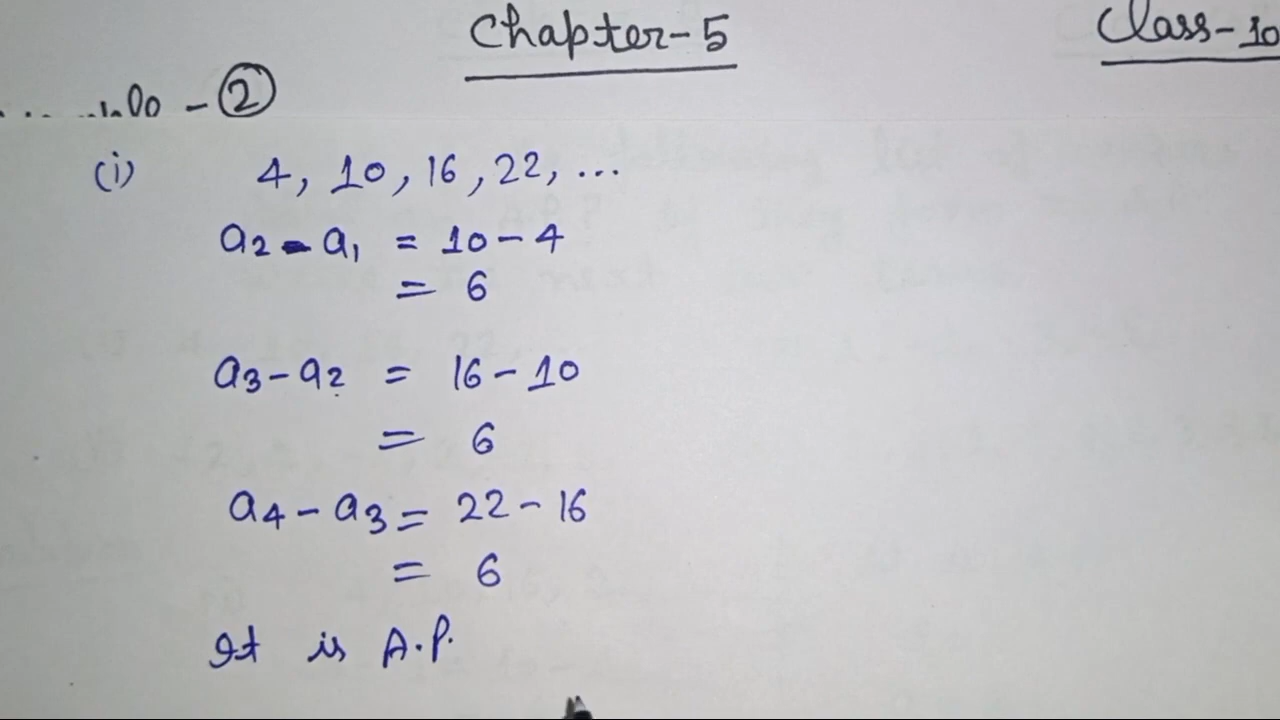 Chapter-5
Class-10
- 2
(i) 4, 10, 16, 22, ...
a2 - a1 = 10 - 4
= 6
a3 - a2 = 16 - 10
= 6
a4 - a3 = 22 - 16
= 6
It is A.P.